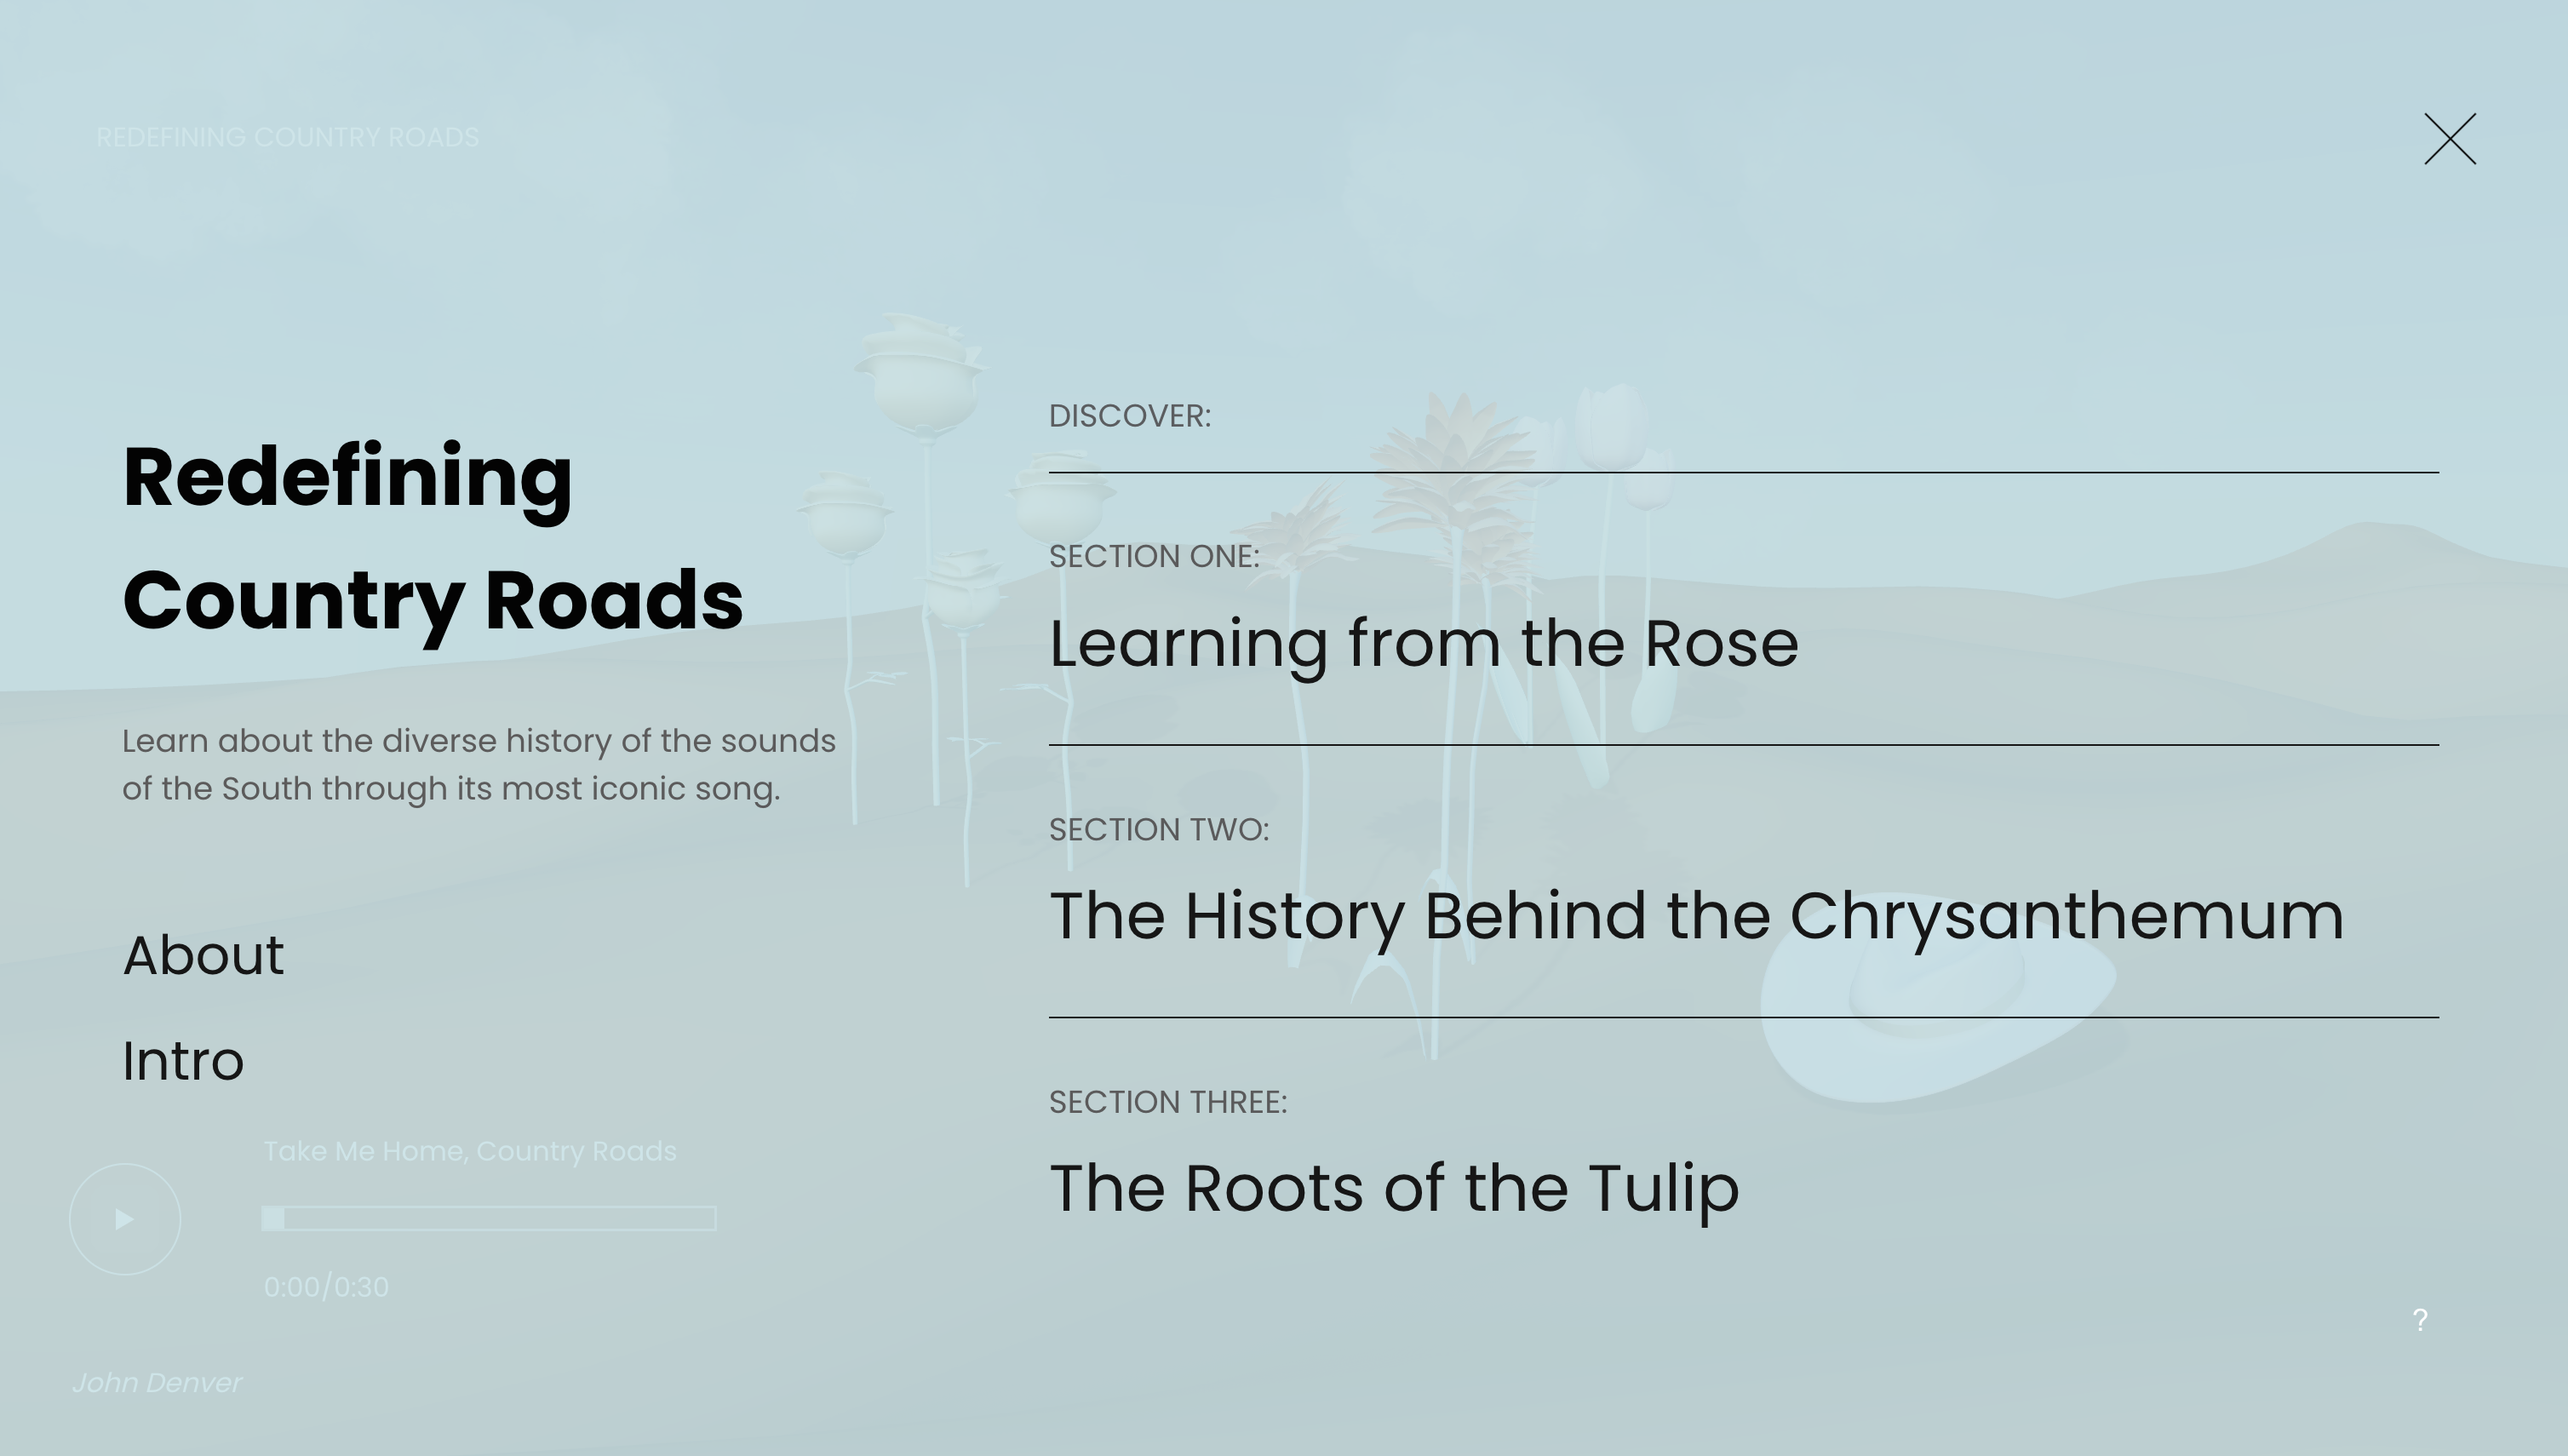 REDEFINING COUNTRY ROADS
Redefining
Country Roads
Learn about the diverse history of the sounds
of the South through its most iconic song.
About
Intro
Take Me Home, Country Roads
0:00/0:30
John Denver
DISCOVER:
SECTION ONE:
Learning from the Rose
SECTION TWO:
The History Behind the Chrysanthemum
SECTION THREE:
The Roots of the Tulip
?